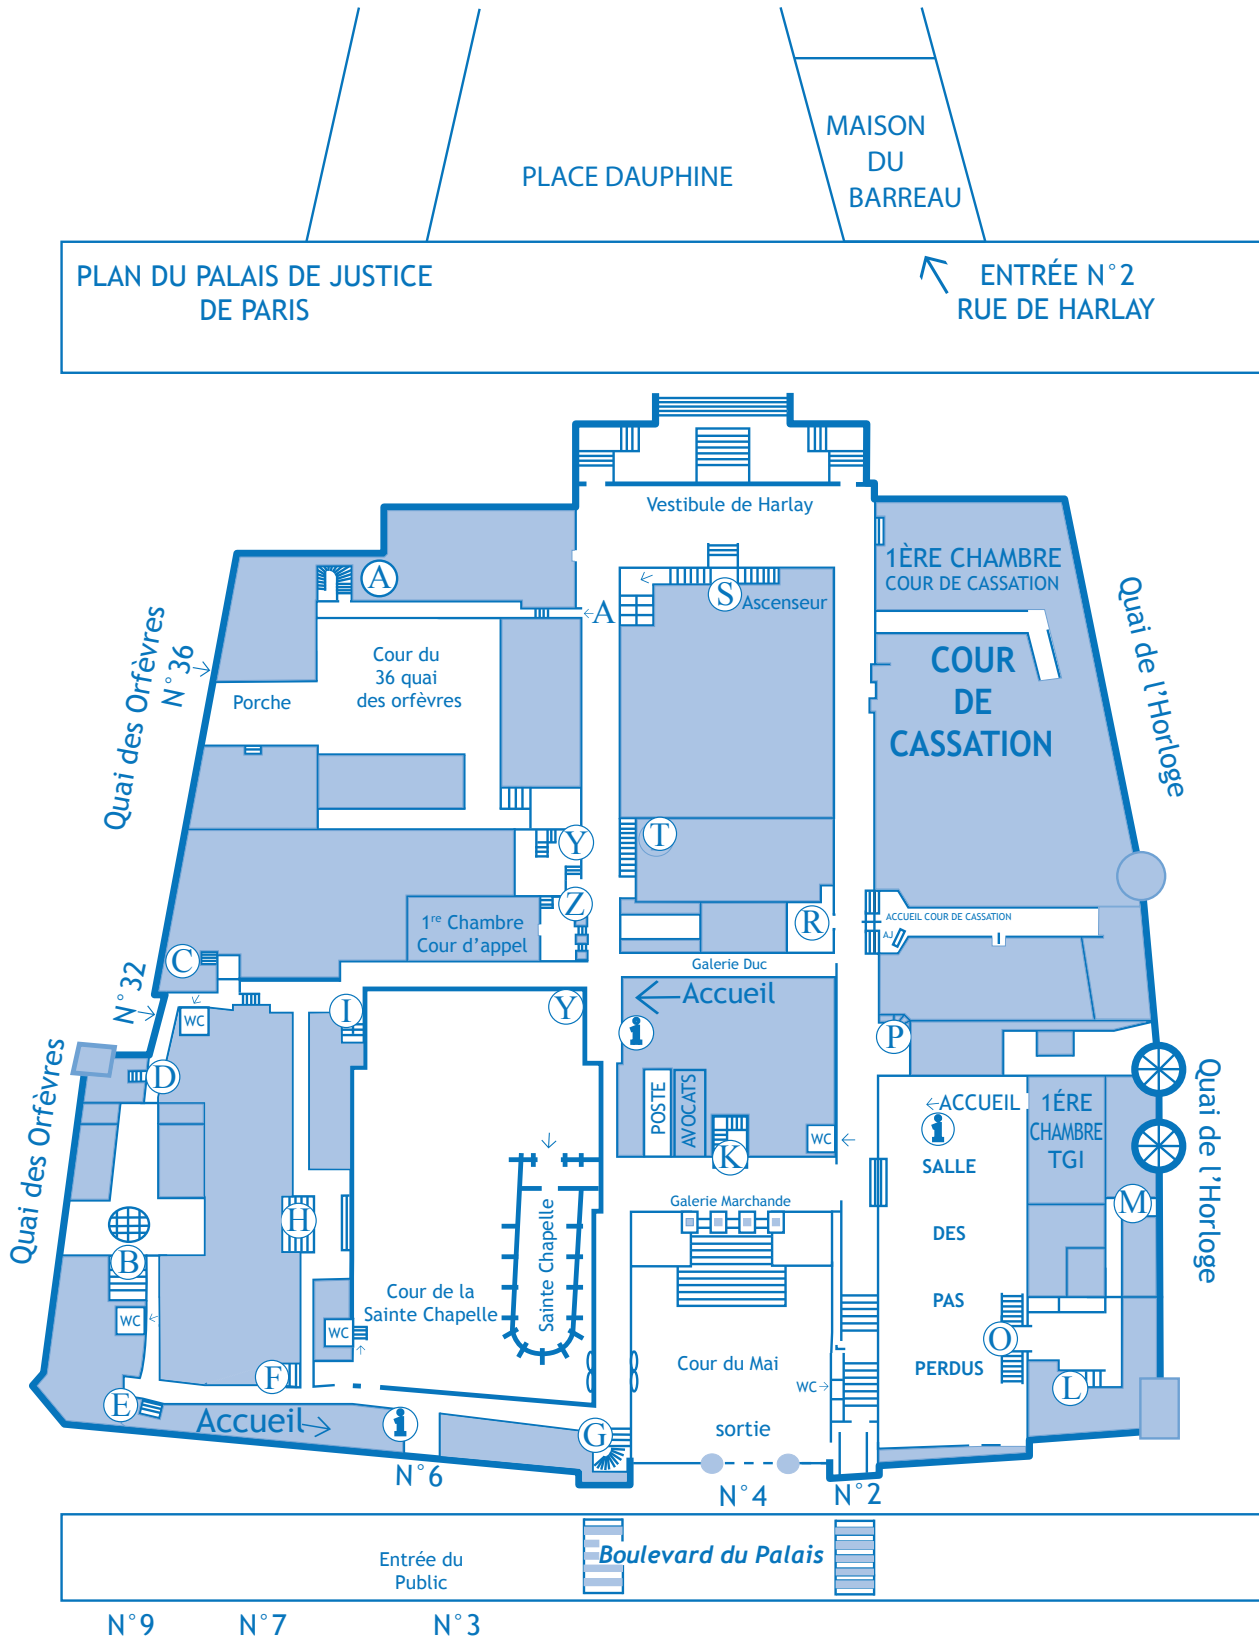 MAISON
DU
BARREAU
PLACE DAUPHINE
PLAN DU PALAIS DE JUSTICE
DE PARIS
ENTRÉE N°2
RUE DE HARLAY
Vestibule de Harlay
1ÈRE CHAMBRE
COUR DE CASSATION
A
S
Ascenseur
←A
Quai des Orfèvres
N°36
Cour du
36 quai
des orfèvres
Porche
COUR
DE
CASSATION
Quai de l'Horloge
T
Y
Z
1re Chambre
Cour d'appel
R
ACCUEIL COUR DE CASSATION
AJ
C
N°32
Galerie Duc
Accueil
I
Y
WC
P
D
Quai des Orfèvres
POSTE
AVOCATS
←ACCUEIL
1ÉRE
CHAMBRE
TGI
Quai de l'Horloge
WC
K
SALLE
DES
PAS
PERDUS
Galerie Marchande
M
H
B
Sainte Chapelle
Cour de la
Sainte Chapelle
WC
WC
O
Cour du Mai
WC→
F
L
E
Accueil
G
sortie
N°6
N°4
N°2
Boulevard du Palais
Entrée du
Public
N°9
N°7
N°3